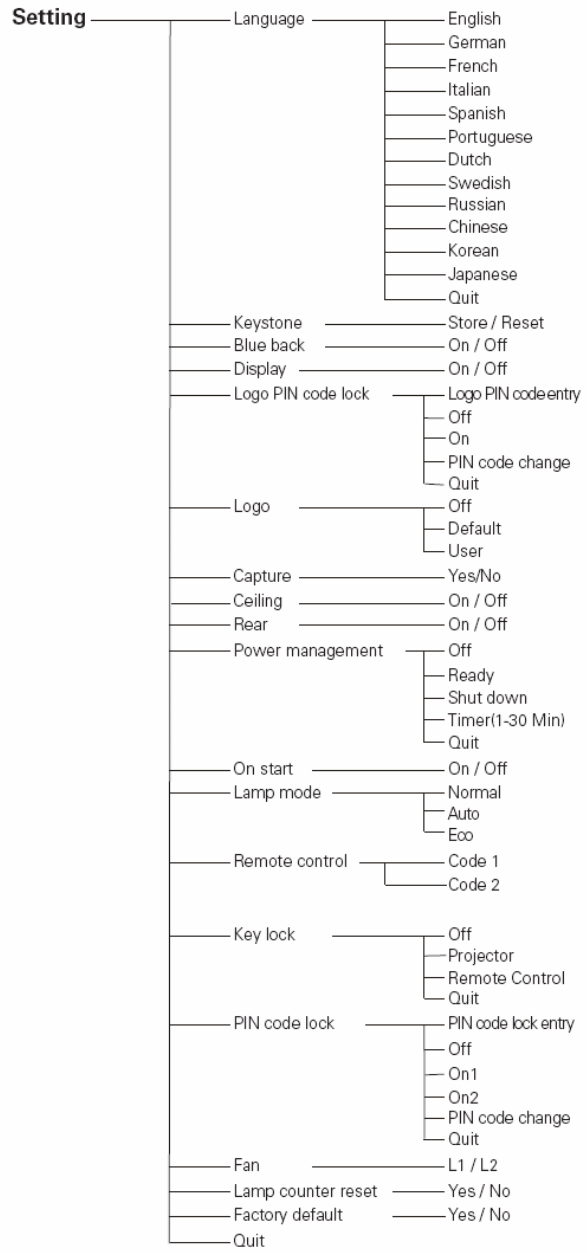 Setting Language English
German
French
Italian
Spanish
Portuguese
Dutch
Swedish
Russian
Chinese
Korean
Japanese
Quit
Keystone Store / Reset
Blue back On / Off
Display On / Off
Logo PIN code lock Logo PIN code entry
Off
On
PIN code change
Quit
Logo Off
Default
User
Capture Yes/No
Ceiling On / Off
Rear On / Off
Power management Off
Ready
Shut down
Timer(1-30 Min)
Quit
On start On / Off
Lamp mode Normal
Auto
Eco
Remote control Code 1
Code 2
Key lock Off
Projector
Remote Control
Quit
PIN code lock PIN code lock entry
Off
On1
On2
PIN code change
Quit
Fan L1 / L2
Lamp counter reset Yes / No
Factory default Yes / No
Quit